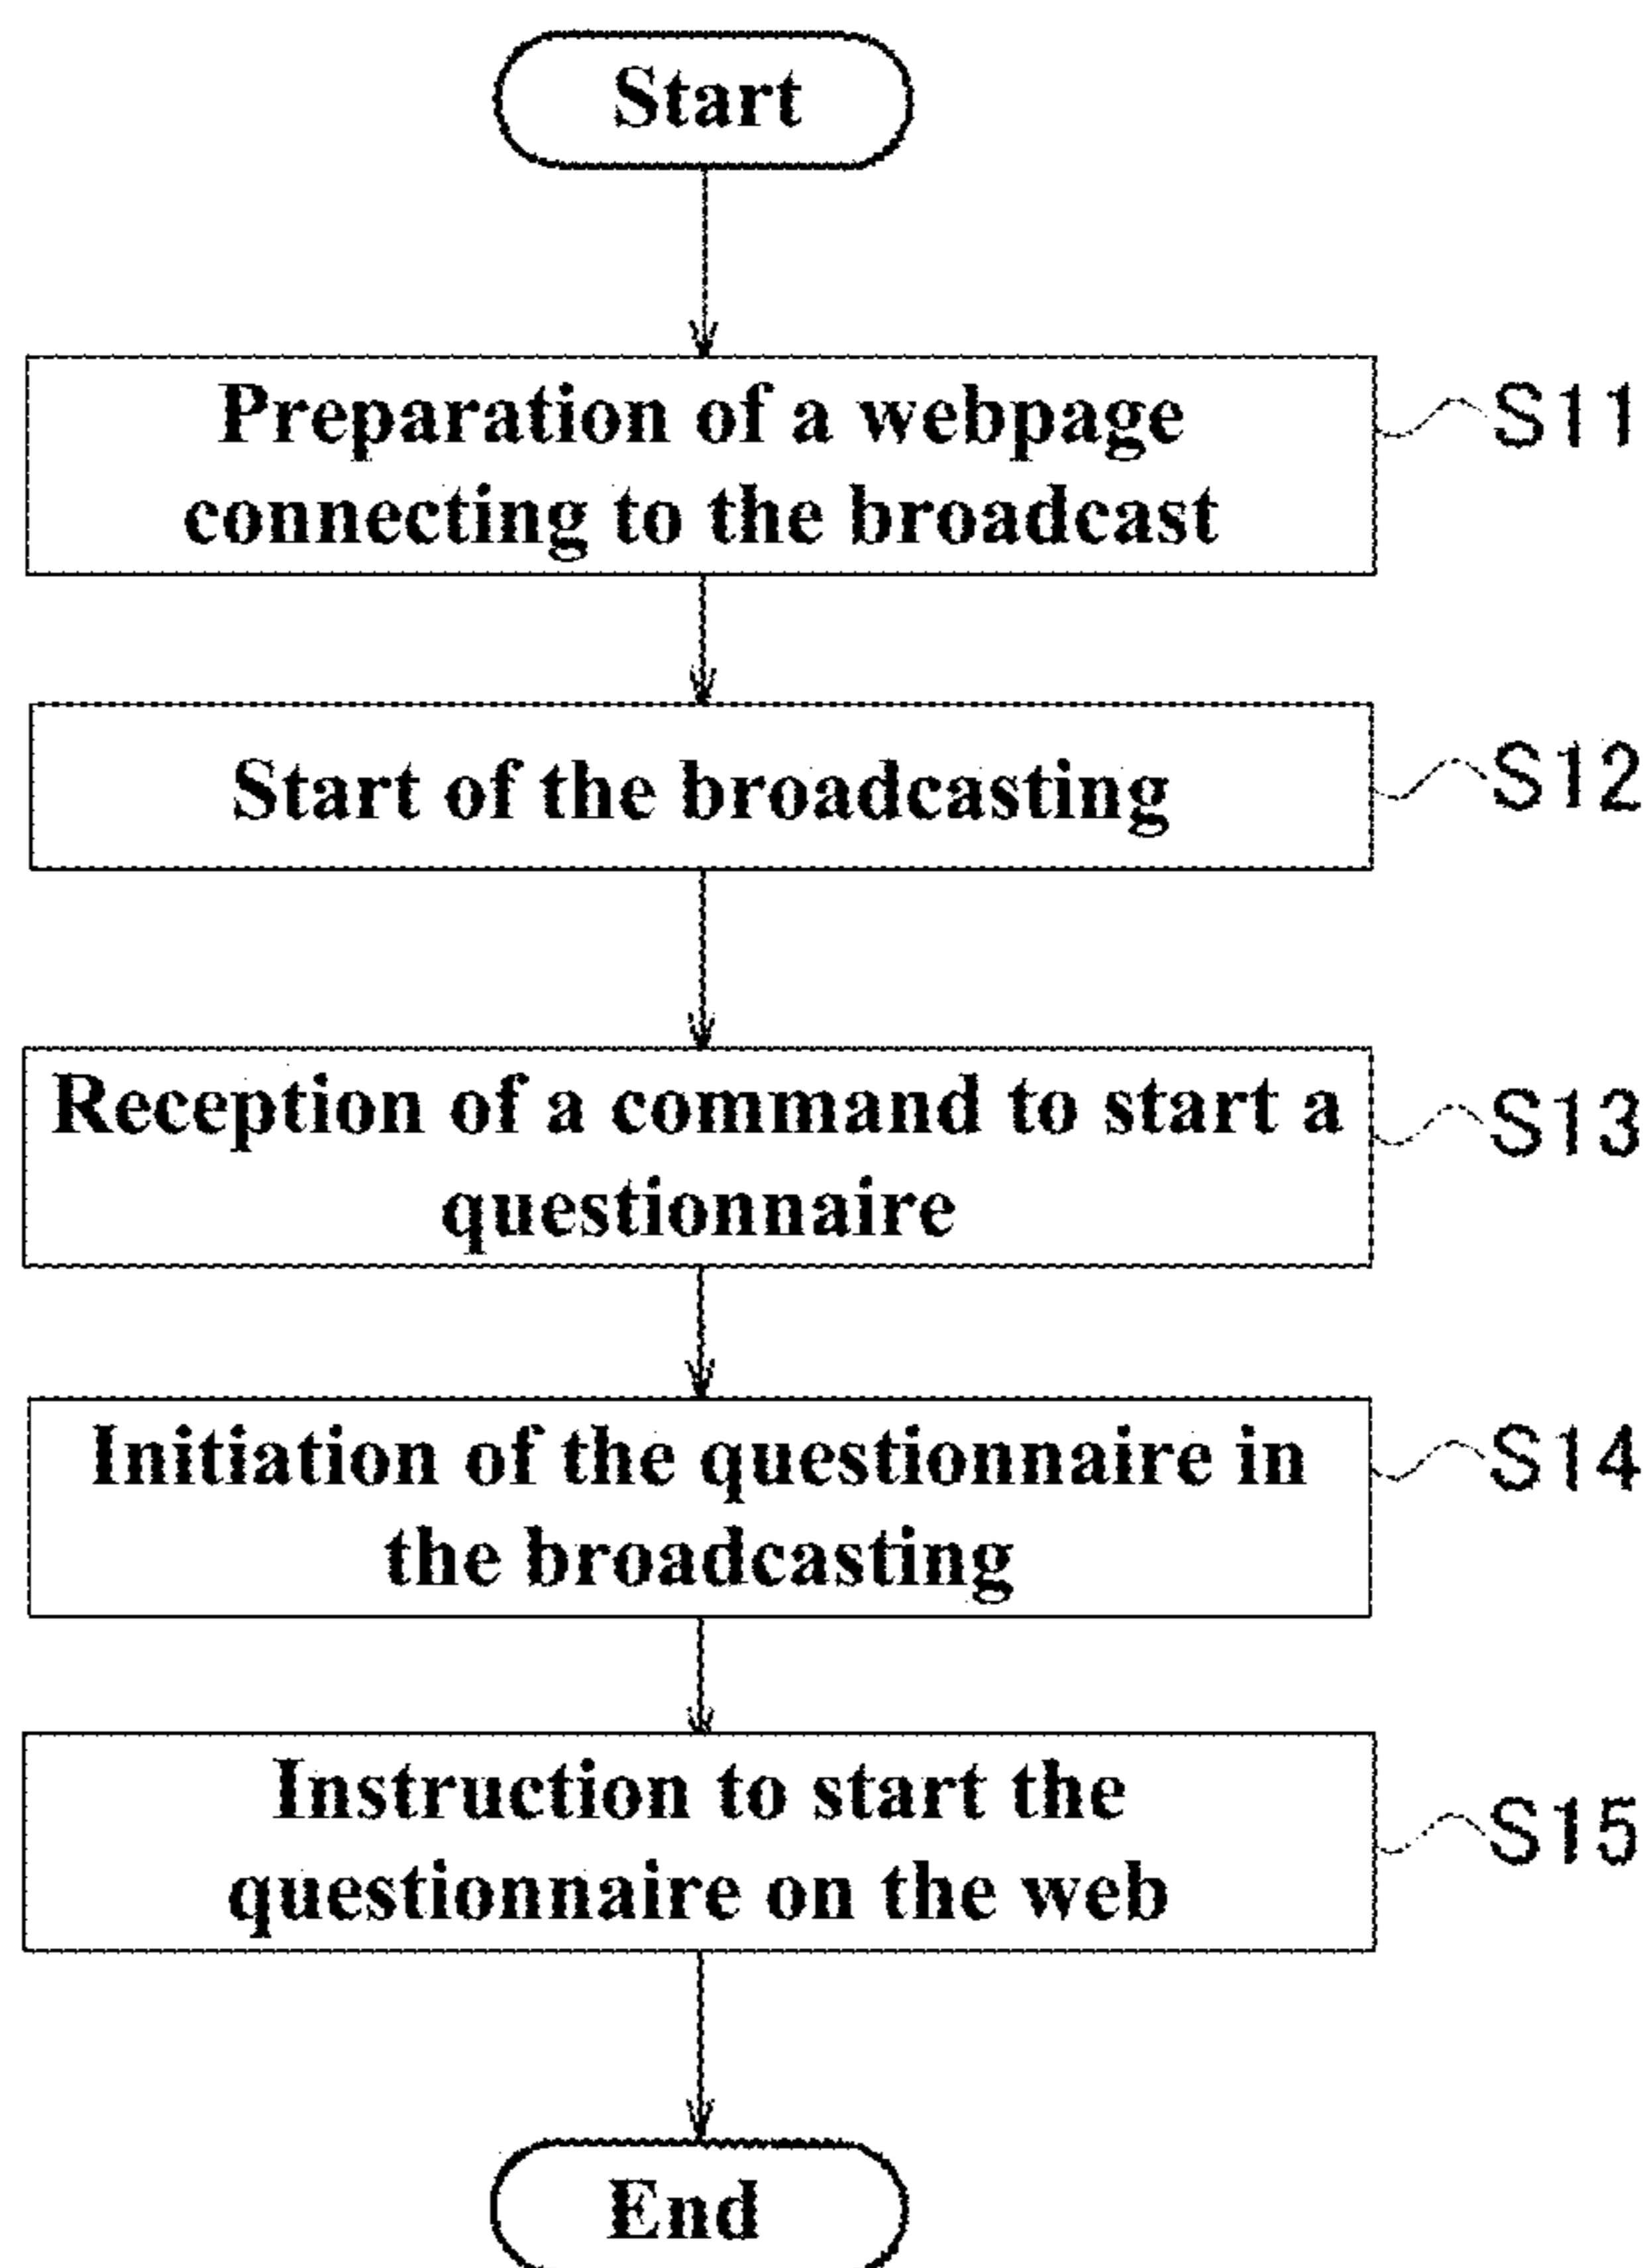 Start
Preparation of a webpage
connecting to the broadcast
S11
Start of the broadcasting
S12
Reception of a command to start a
questionnaire
S13
Initiation of the questionnaire in
the broadcasting
S14
Instruction to start the
questionnaire on the web
S15
End